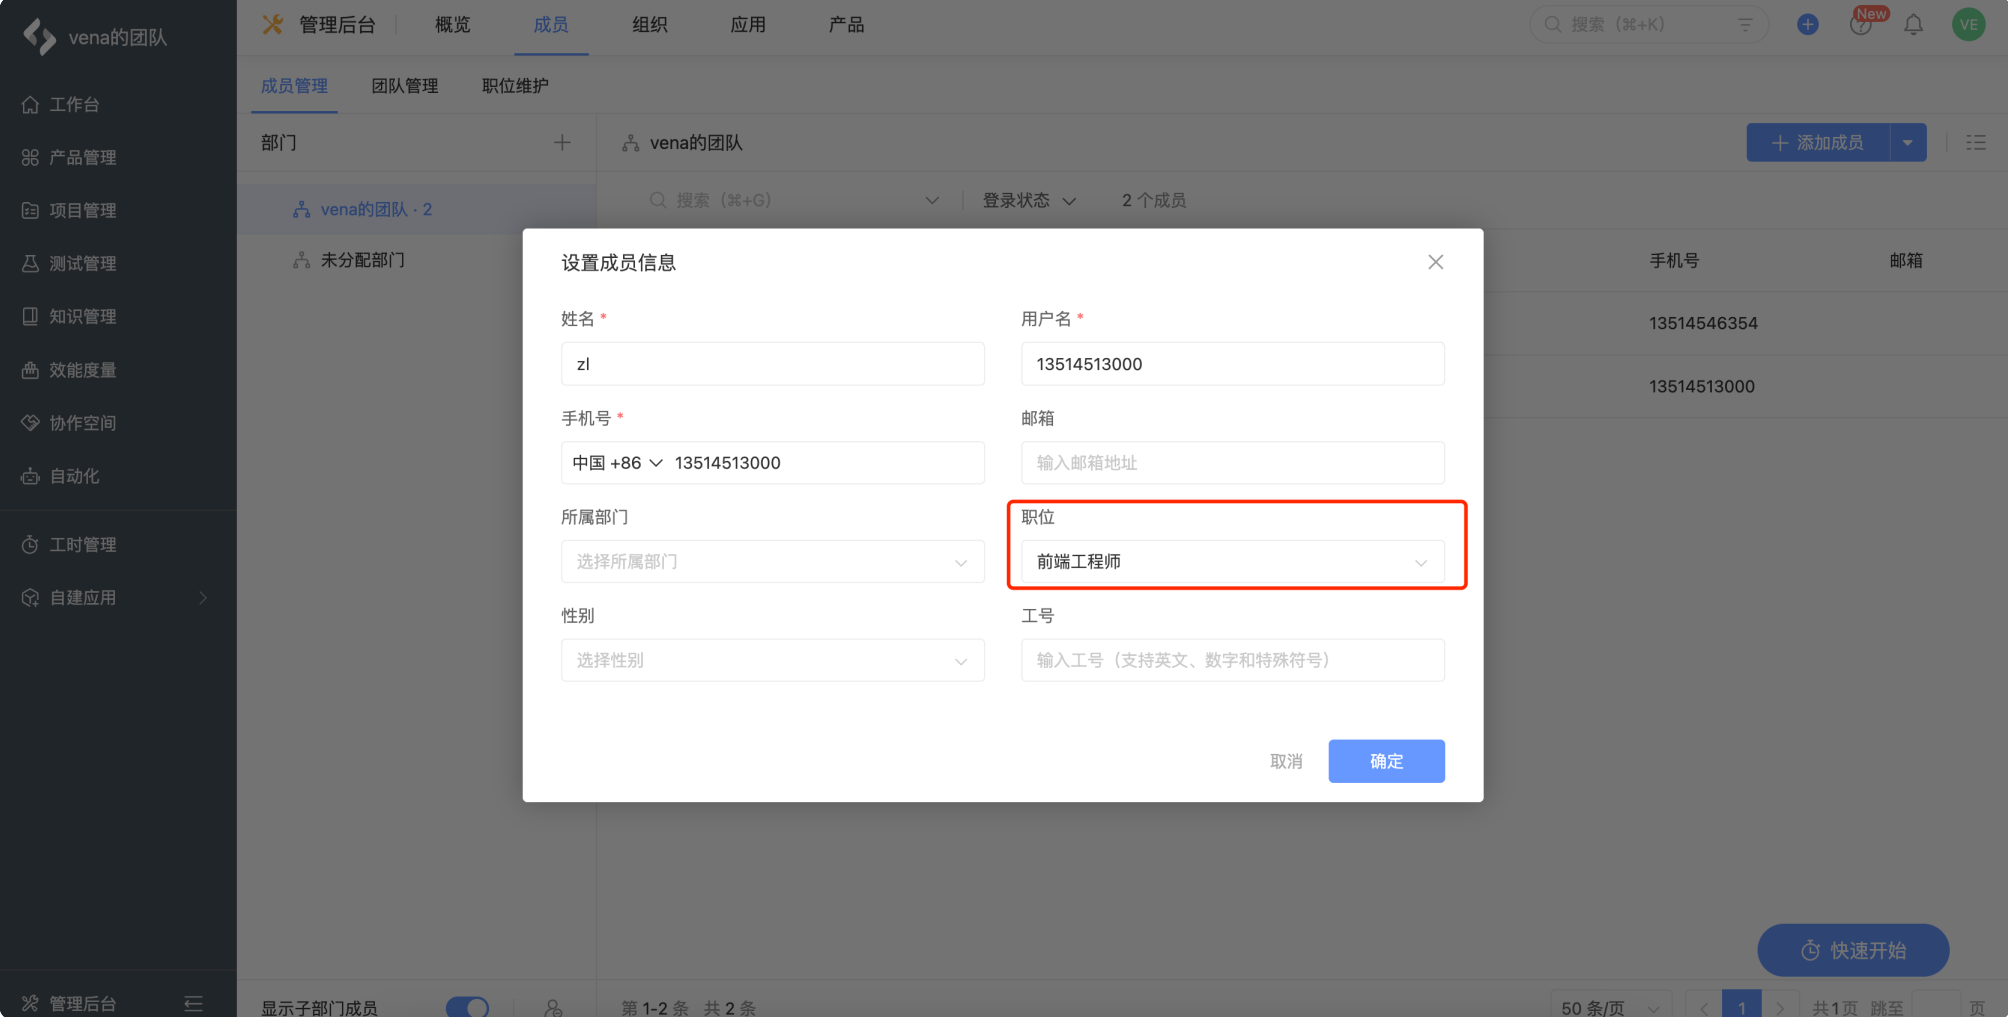 vena的团队
管理后台
概览
成员
组织
应用
产品
搜索（⌘+K）
New
VE
工作台
产品管理
项目管理
测试管理
知识管理
效能度量
协作空间
自动化
工时管理
自建应用
管理后台
成员管理
团队管理
职位维护
部门
vena的团队 · 2
未分配部门
显示子部门成员
vena的团队
添加成员
搜索（⌘+G）
登录状态
2 个成员
手机号
邮箱
13514546354
13514513000
设置成员信息
姓名 *
用户名 *
zl
13514513000
手机号 *
邮箱
中国 +86
13514513000
输入邮箱地址
所属部门
职位
选择所属部门
前端工程师
性别
工号
选择性别
输入工号（支持英文、数字和特殊符号）
取消
确定
快速开始
第 1-2 条
共 2 条
50 条/页
1
共 1 页
跳至
页